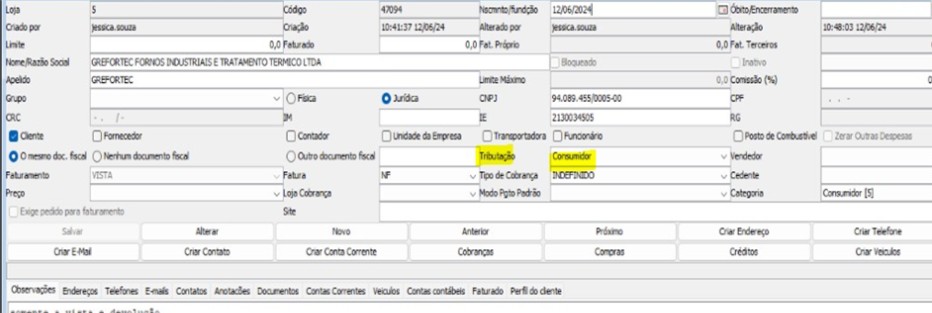 Loja 5 Código 47094 Nscmnto/fundção 12/06/2024 Óbito/Encerramento
Criado por jessica.souza Criação 10:41:37 12/06/24 Alterado por jessica.souza Alteração 10:48:03 12/06/24
Limite 0,0 Faturado 0,0 Fat. Próprio 0,0 Fat. Terceiros
Nome/Razão Social GREFORTEC FORNOS INDUSTRIAIS E TRATAMENTO TERMICO LTDA Bloqueado Inativo
Apelido GREFORTEC Limite Máximo 0,0 Comissão (%) 0
Grupo Física Jurídica CNPJ 94.089.455/0005-00 CPF . . -
CRC - . /- IM IE 2130034505 RG
Cliente Fornecedor Contador Unidade da Empresa Transportadora Funcionário Posto de Combustível Zerar Outras Despesas
O mesmo doc. fiscal Nenhum documento fiscal Outro documento fiscal Tributação Consumidor Vendedor
Faturamento VISTA Fatura NF Tipo de Cobrança INDEFINIDO Cedente
Preço Loja Cobrança Modo Pgto Padrão Categoria Consumidor [5]
Exige pedido para faturamento Site
Salvar Alterar Novo Anterior Próximo Criar Endereço Criar Telefone
Criar E-Mail Criar Contato Criar Conta Corrente Cobranças Compras Créditos Criar Veiculos
Observações Endereços Telefones E-mails Contatos Anotacões Documentos Contas Correntes Veiculos Contas contábeis Faturado Perfil do cliente
somente a vista e demolução